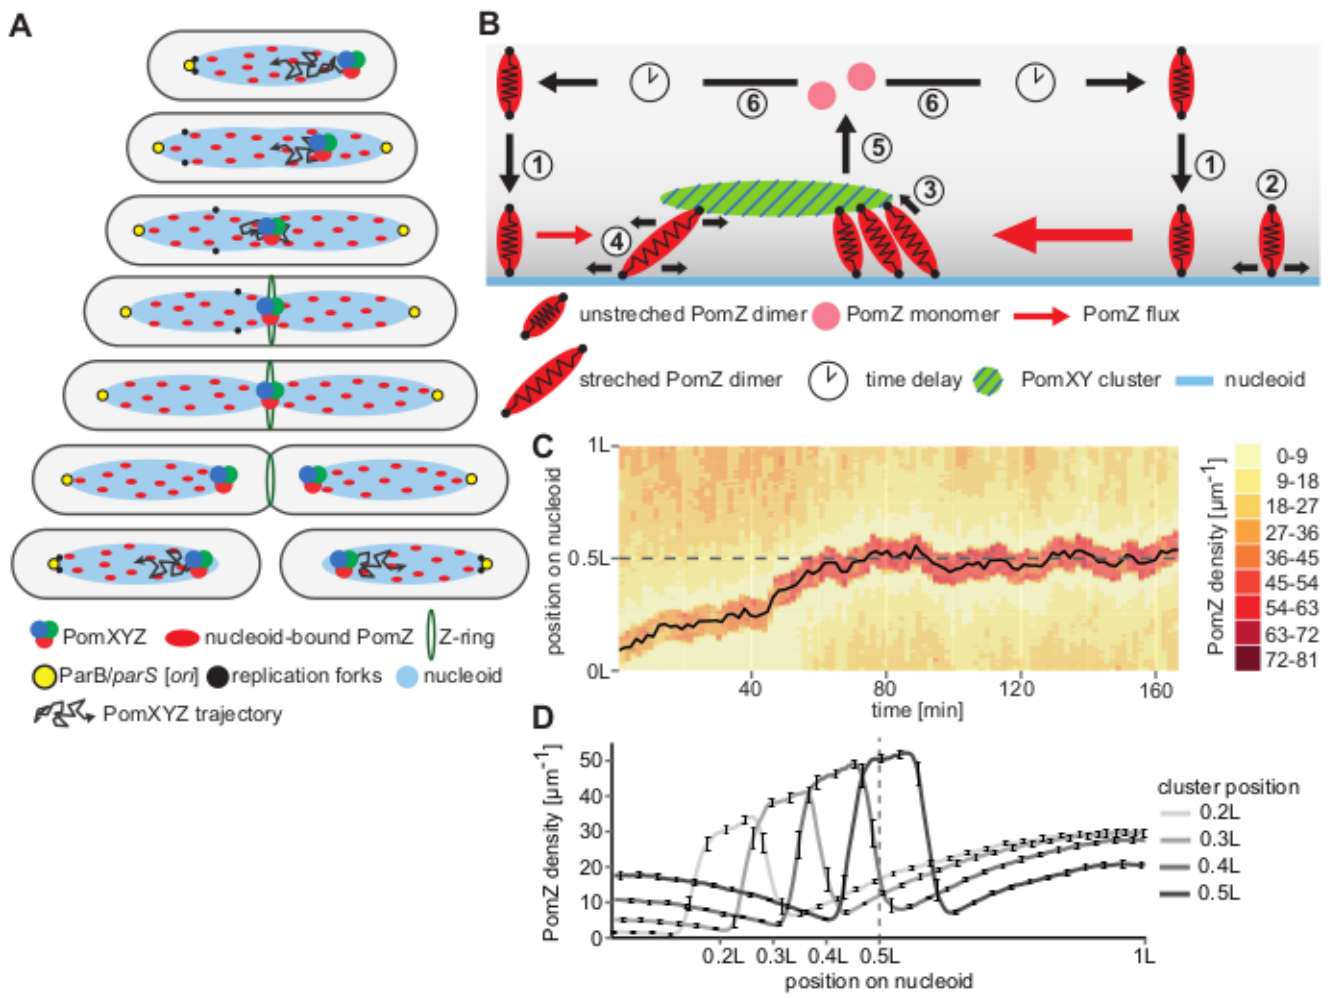 A
PomXYZ
nucleoid-bound PomZ
Z-ring
ParB/parS [ori]
replication forks
nucleoid
PomXYZ trajectory
B
6
6
1
5
1
3
2
4
unstreched PomZ dimer
PomZ monomer
PomZ flux
streched PomZ dimer
time delay
PomXY cluster
nucleoid
C
position on nucleoid
1L
0.5L
0L
40
80
120
160
time [min]
PomZ density [μm⁻¹]
0-9
9-18
18-27
27-36
36-45
45-54
54-63
63-72
72-81
D
PomZ density [μm⁻¹]
50
40
30
20
10
0
0.2L
0.3L
0.4L
0.5L
1L
position on nucleoid
cluster position
0.2L
0.3L
0.4L
0.5L